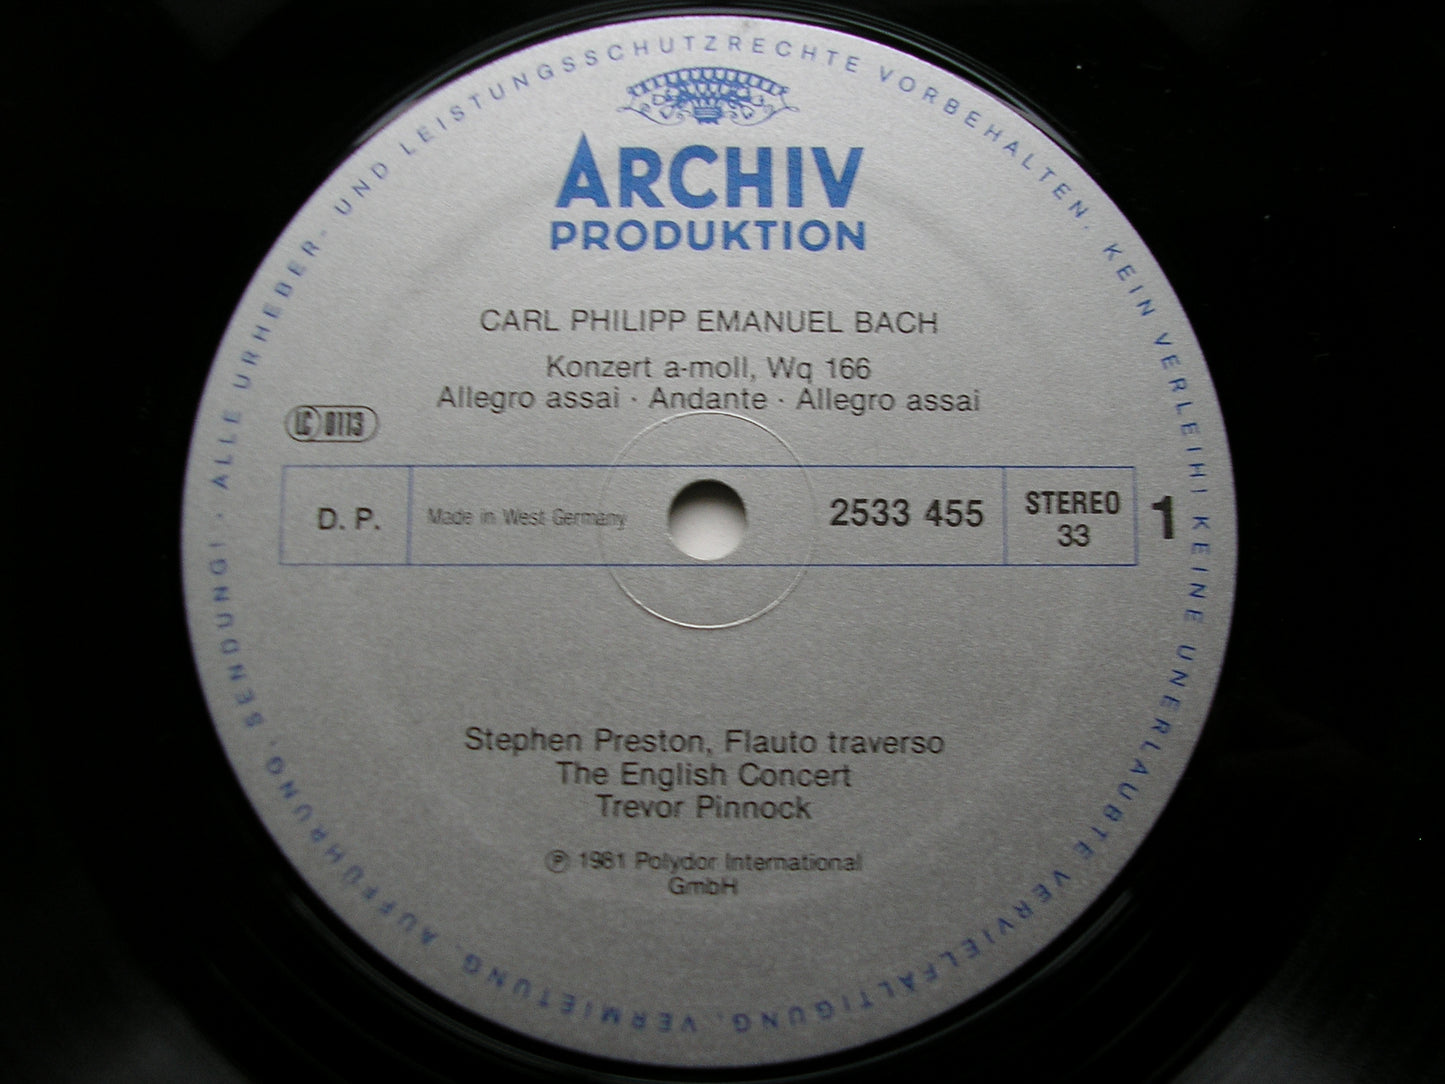 ALLE URHEBER- UND LEISTUNGSSCHUTZRECHTE VORBEHALTEN. KEIN VERLEIH! KEINE UNERLAUBTE VERVIELFÄLTIGUNG, VERMIETUNG, AUFFÜHRUNG, SENDUNG! ·
ARCHIV
PRODUKTION
CARL PHILIPP EMANUEL BACH
Konzert a-moll, Wq 166
Allegro assai · Andante · Allegro assai
LC 0113
D. P.
Made in West Germany
2533 455
STEREO
33
1
Stephen Preston, Flauto traverso
The English Concert
Trevor Pinnock
℗ 1981 Polydor International
GmbH